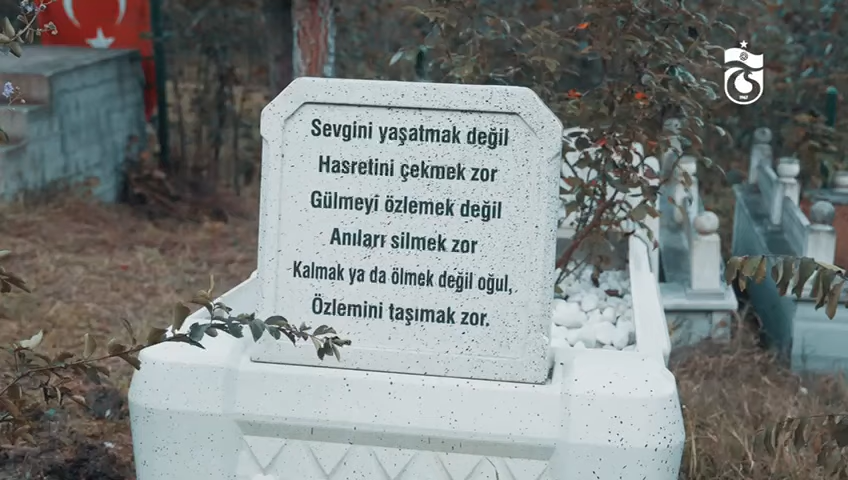 Sevgini yaşatmak değil
Hasretini çekmek zor
Gülmeyi özlemek değil
Anıları silmek zor
Kalmak ya da ölmek değil oğul,
Özlemini taşımak zor.